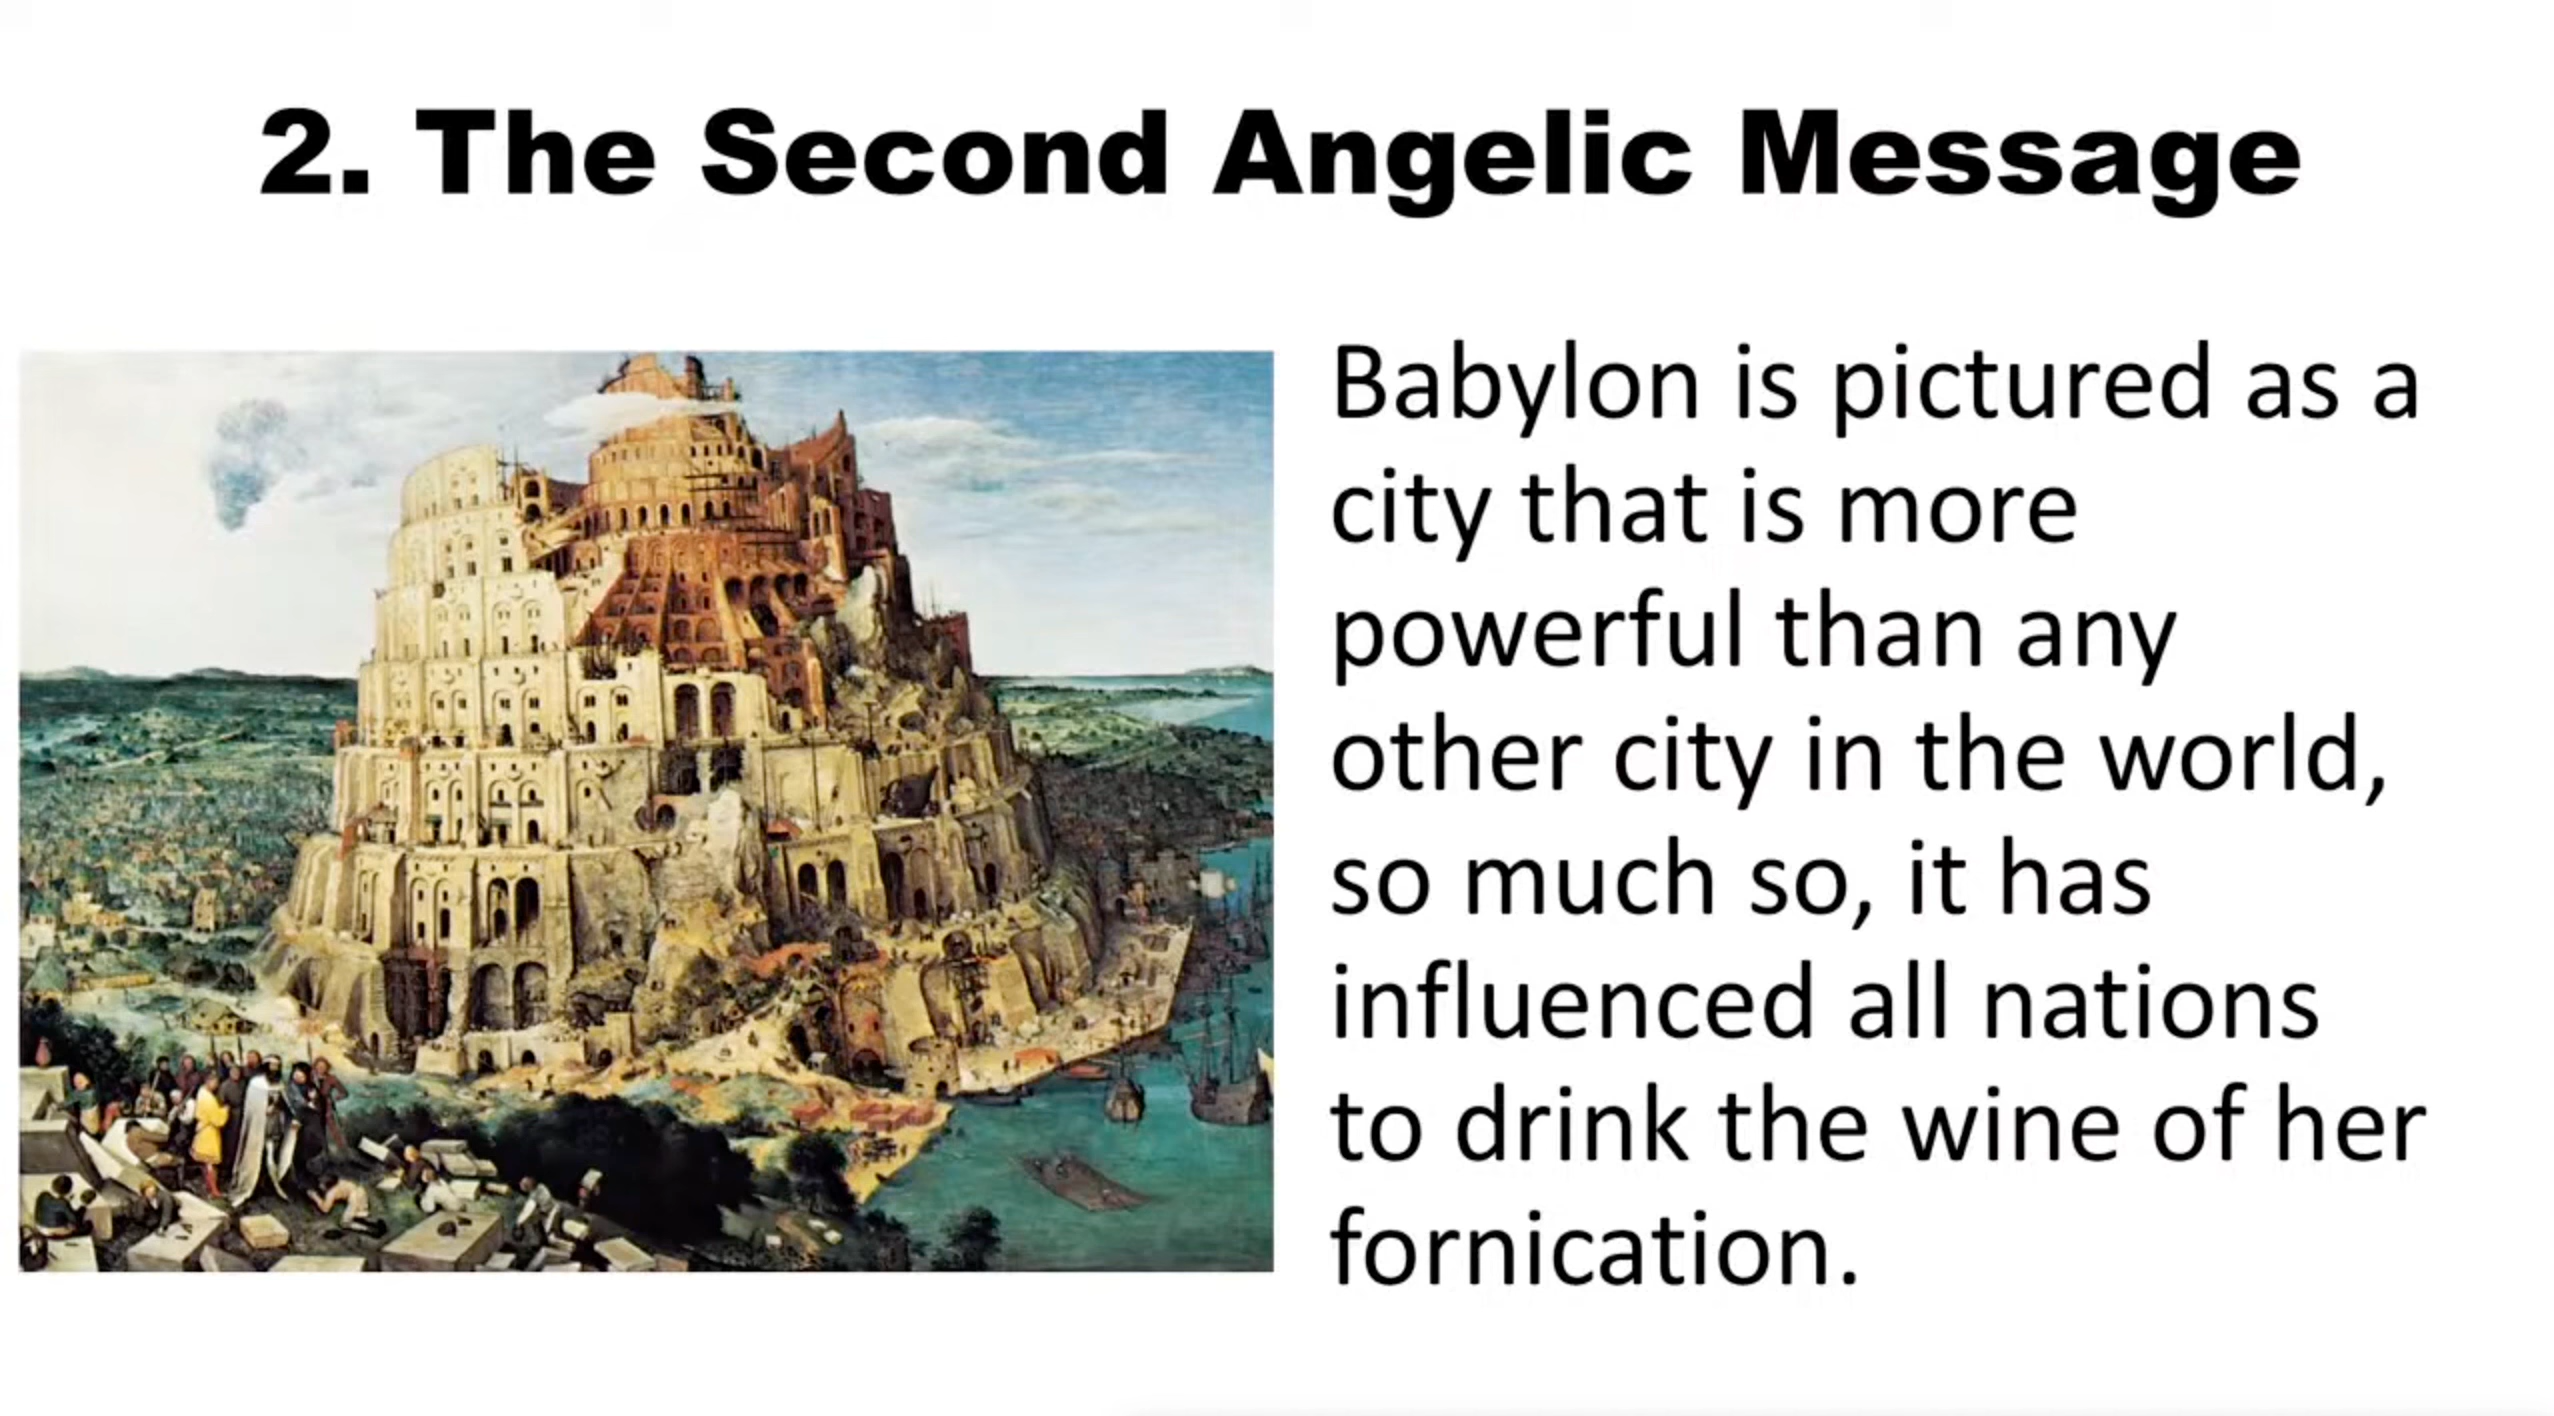 2. The Second Angelic Message
Babylon is pictured as a
city that is more
powerful than any
other city in the world,
so much so, it has
influenced all nations
to drink the wine of her
fornication.